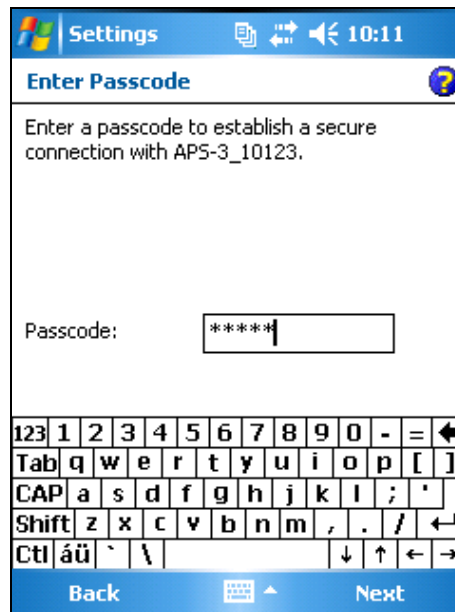 Settings 10:11
Enter Passcode ?
Enter a passcode to establish a secure
connection with APS-3_10123.
Passcode: *****
123 1 2 3 4 5 6 7 8 9 0 - =
Tab q w e r t y u i o p [ ]
CAP a s d f g h j k l ; '
Shift z x c v b n m , . /
Ctl áü ` \ ↓ ↑ ← →
Back Next